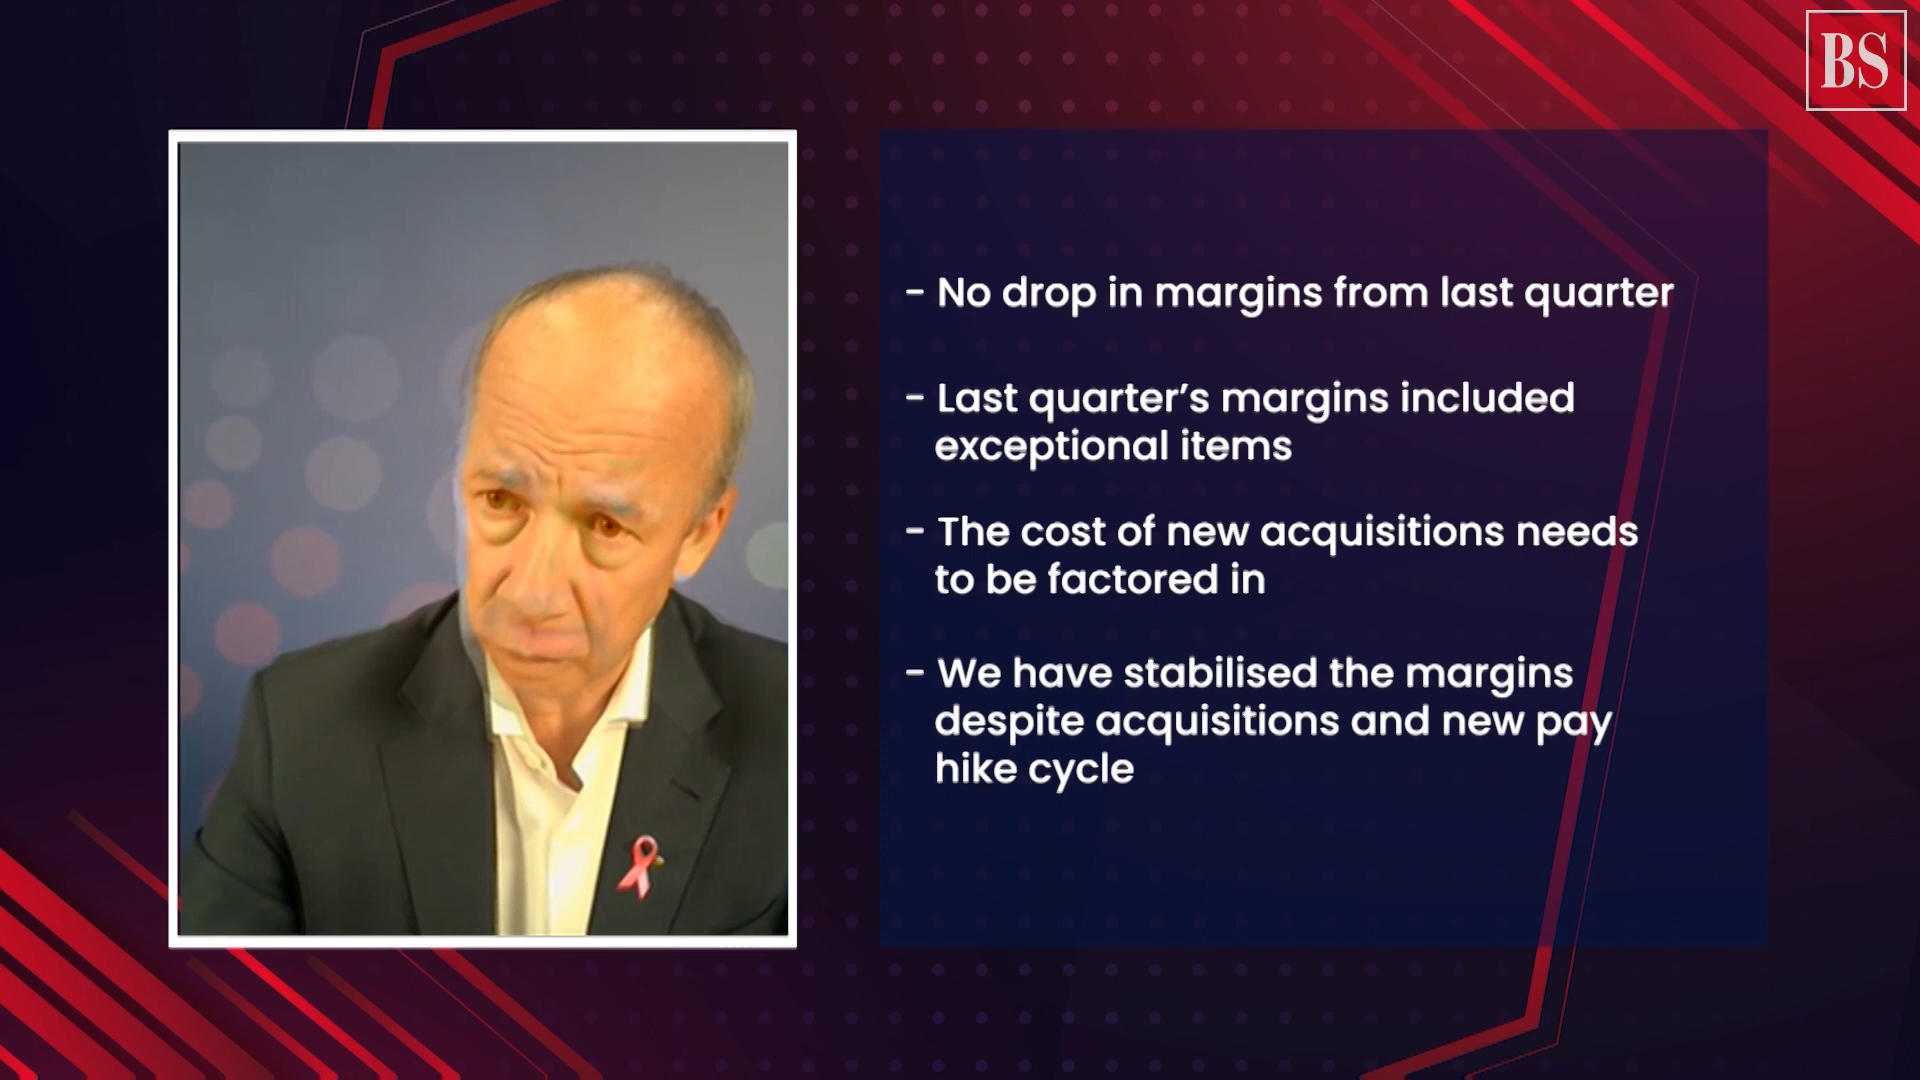 BS
- No drop in margins from last quarter
- Last quarter’s margins included
exceptional items
- The cost of new acquisitions needs
to be factored in
- We have stabilised the margins
despite acquisitions and new pay
hike cycle